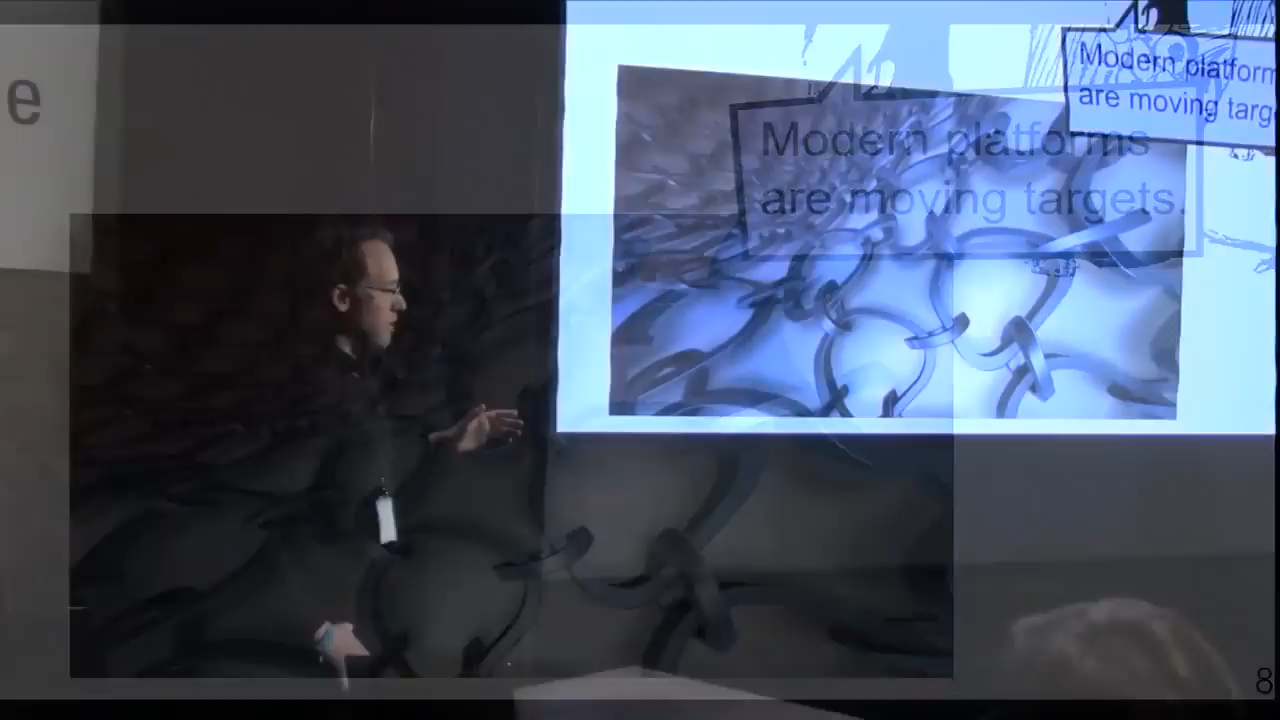 e
Modern platform
are moving targ
Modern platforms
are moving targets.
8